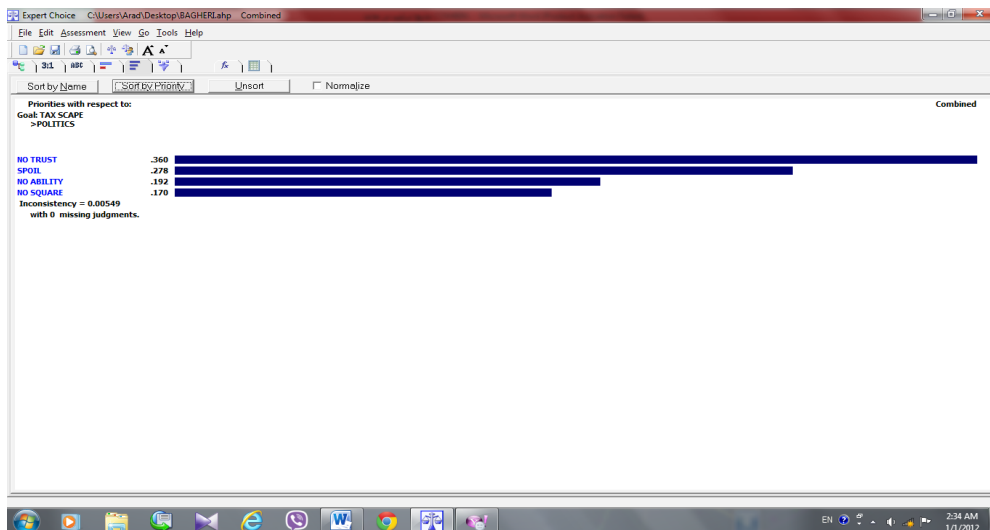 Expert Choice C:\Users\Arad\Desktop\BAGHERI.ahp Combined
File Edit Assessment View Go Tools Help
A A
3:1 ABC fx
Sort by Name Sort by Priority Unsort Normalize
Priorities with respect to: Combined
Goal: TAX SCAPE
>POLITICS
NO TRUST .360
SPOIL .278
NO ABILITY .192
NO SQUARE .170
Inconsistency = 0.00549
with 0 missing judgments.
EN 2:34 AM
1/1/2012